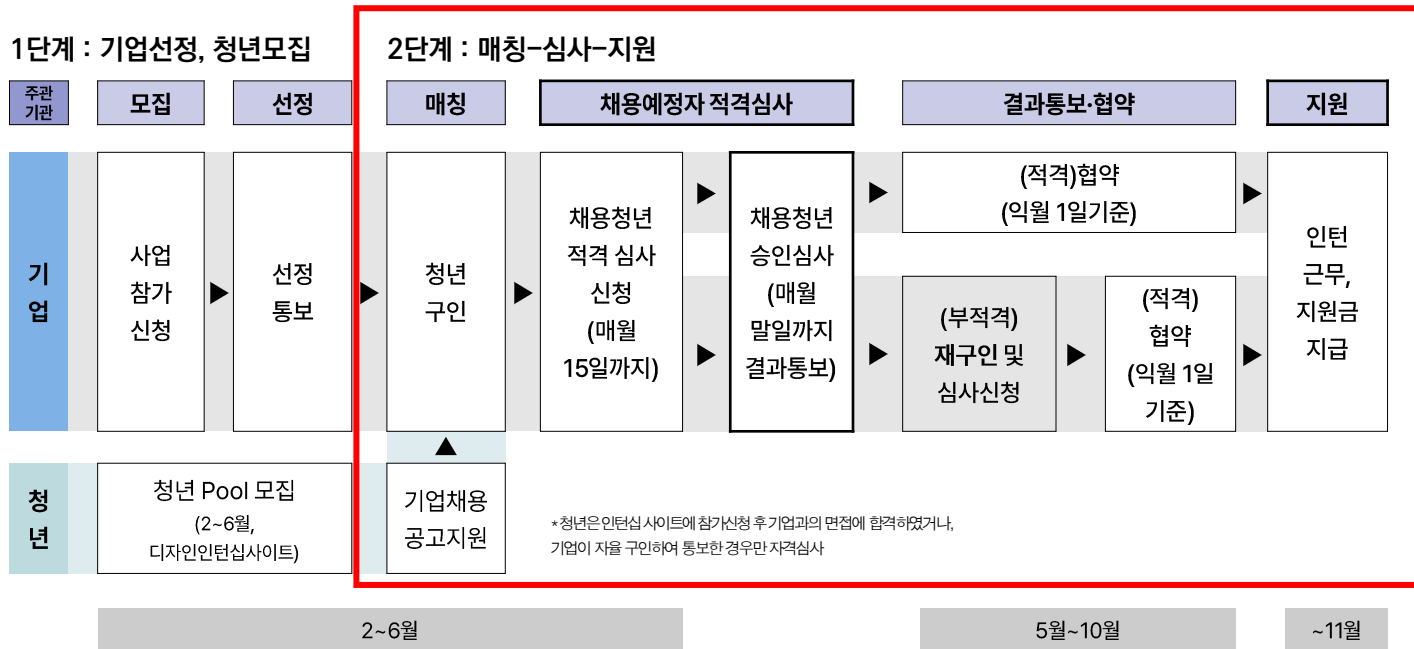 1단계 : 기업선정, 청년모집
2단계 : 매칭-심사-지원
주관
기관
모집
선정
매칭
채용예정자 적격심사
결과통보·협약
지원
기
업
사업
참가
신청
▶
선정
통보
▶
청년
구인
▶
채용청년
적격 심사
신청
(매월
15일까지)
▶
▶
채용청년
승인심사
(매월
말일까지
결과통보)
▶
▶
(적격)협약
(익월 1일기준)
▶
(부적격)
재구인 및
심사신청
▶
(적격)
협약
(익월 1일
기준)
▶
인턴
근무,
지원금
지급
▲
청
년
청년 Pool 모집
(2~6월,
디자인인턴십사이트)
기업채용
공고지원
*청년은 인턴십 사이트에 참가신청 후 기업과의 면접에 합격하였거나,
기업이 자율 구인하여 통보한 경우만 자격심사
2~6월
5월~10월
~11월